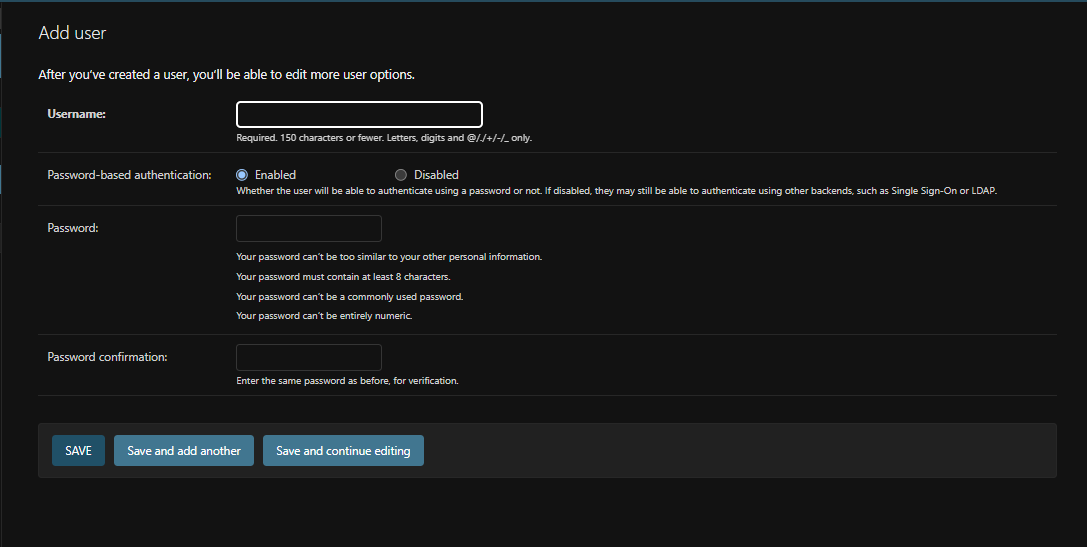 Add user
After you've created a user, you'll be able to edit more user options.
Username:
Required. 150 characters or fewer. Letters, digits and @/./+/-/_ only.
Password-based authentication:
Enabled
Disabled
Whether the user will be able to authenticate using a password or not. If disabled, they may still be able to authenticate using other backends, such as Single Sign-On or LDAP.
Password:
Your password can't be too similar to your other personal information.
Your password must contain at least 8 characters.
Your password can't be a commonly used password.
Your password can't be entirely numeric.
Password confirmation:
Enter the same password as before, for verification.
SAVE
Save and add another
Save and continue editing